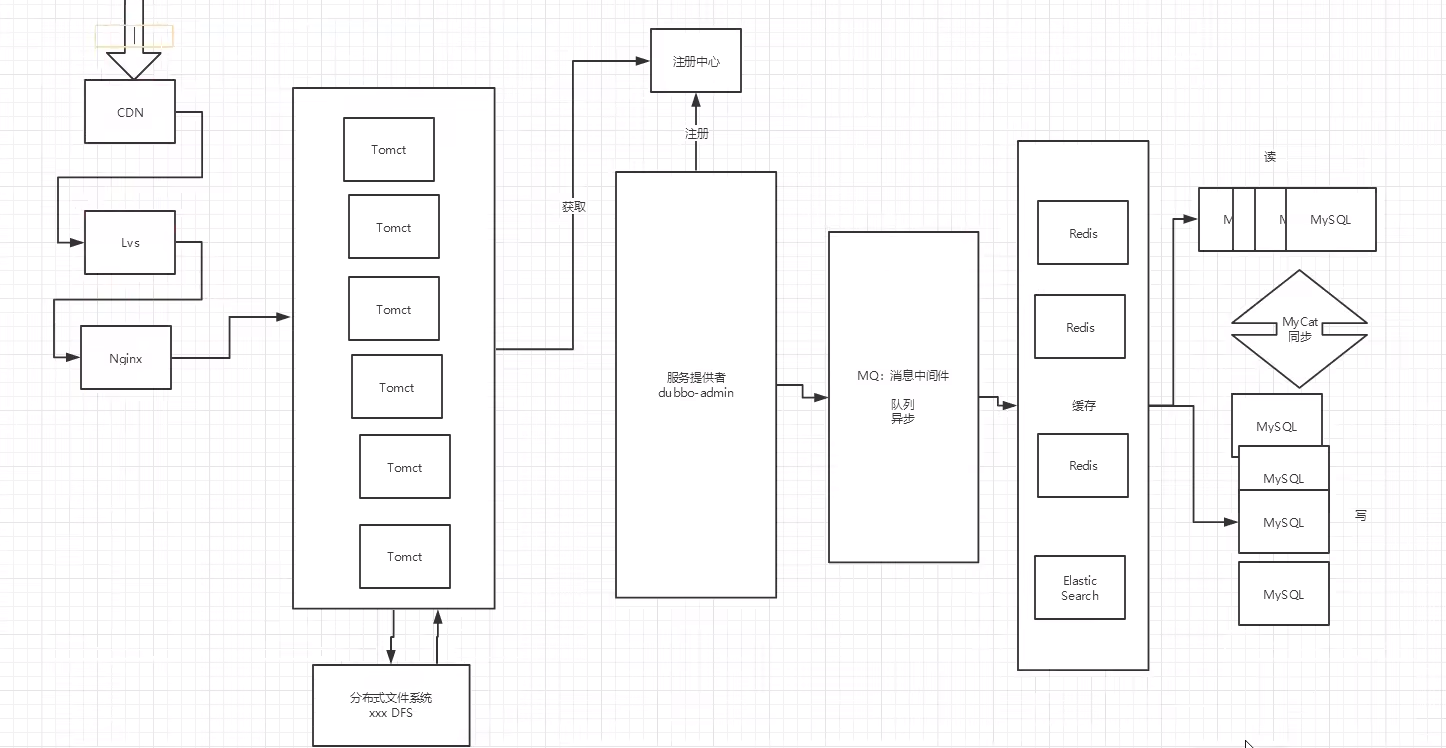 CDN
Lvs
Nginx
Tomct
Tomct
Tomct
Tomct
Tomct
Tomct
分布式文件系统
xxx DFS
获取
注册中心
注册
服务提供者
dubbo-admin
MQ：消息中间件
队列
异步
Redis
Redis
缓存
Redis
Elastic
Search
读
M
M
MySQL
MyCat
同步
MySQL
MySQL
MySQL
写
MySQL